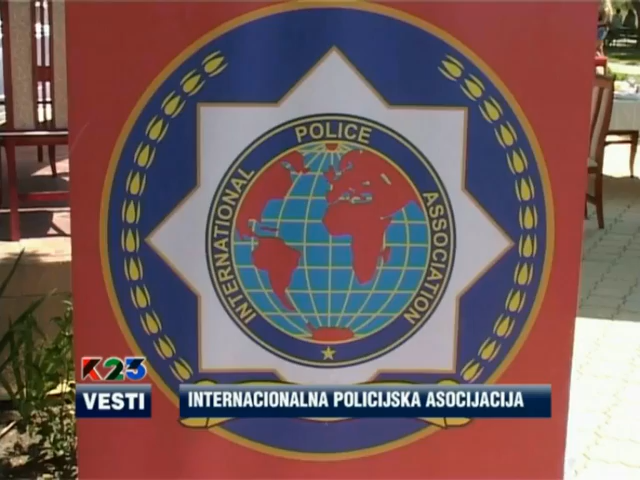 INTERNATIONAL POLICE ASSOCIATION
K23
VESTI
INTERNACIONALNA POLICIJSKA ASOCIJACIJA